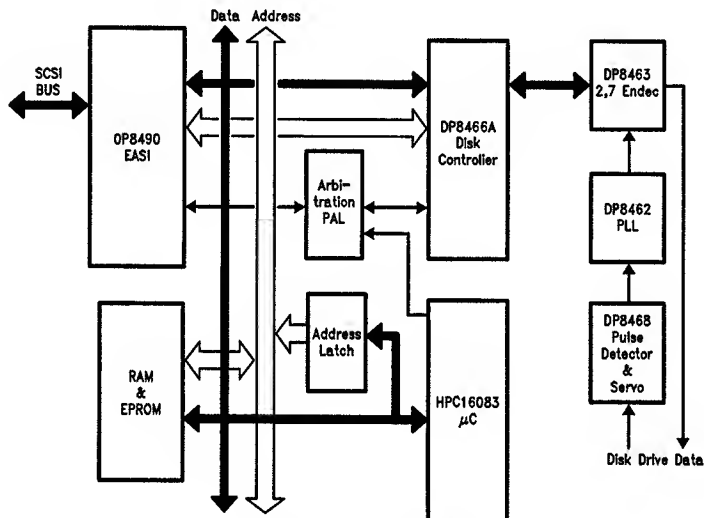 Data Address
SCSI
BUS
OP8490
EASI
DP8466A
Disk
Controller
DP8463
2,7 Endec
Arbi-
tration
PAL
DP8462
PLL
Address
Latch
DP8468
Pulse
Detector
&
Servo
RAM
&
EPROM
HPC16083
μC
Disk Drive Data